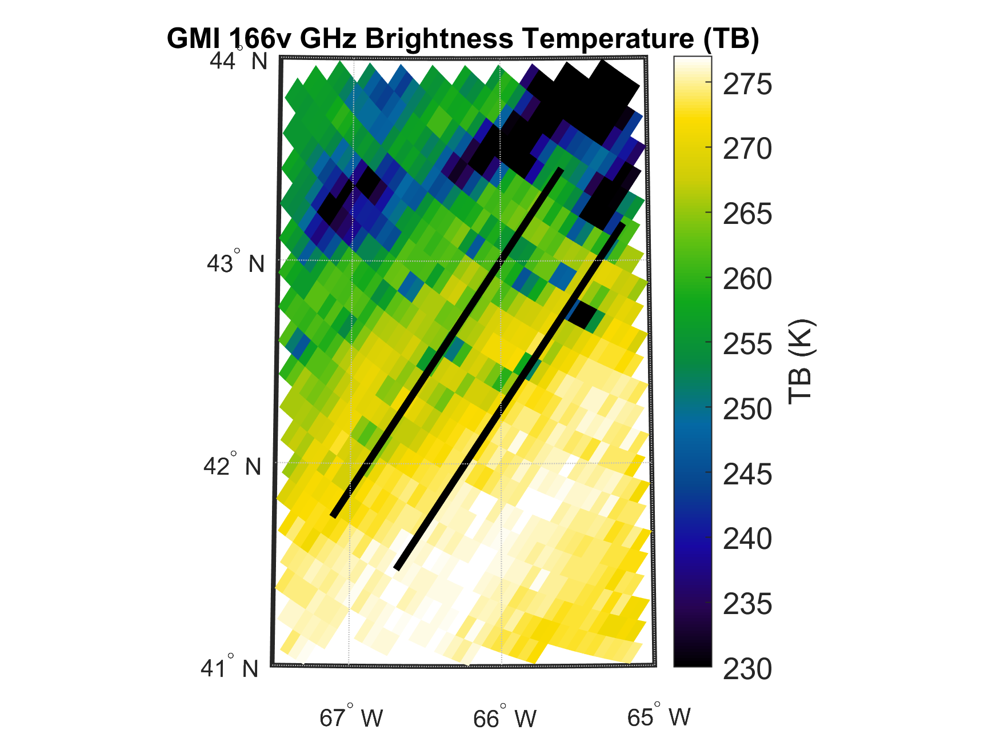 GMI 166v GHz Brightness Temperature (TB)
44° N
43° N
42° N
41° N
67° W
66° W
65° W
275
270
265
260
255
250
245
240
235
230
TB (K)